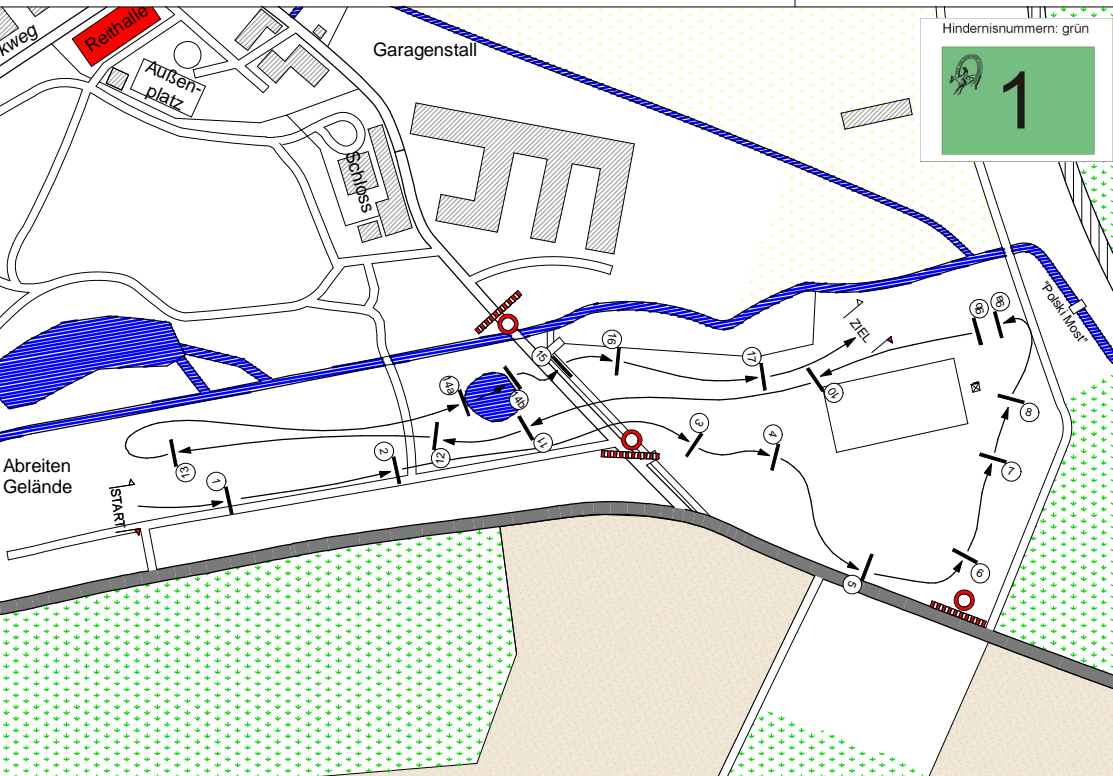 Hindernisnummern: grün
1
kweg
Reithalle
Außen-
platz
Garagenstall
Schloss
"Polski Most"
ZIEL
Abreiten
Gelände
START
1
2
3
4
5
6
7
8
9a
9b
10
11
12
13
14a
14b
15
16
17